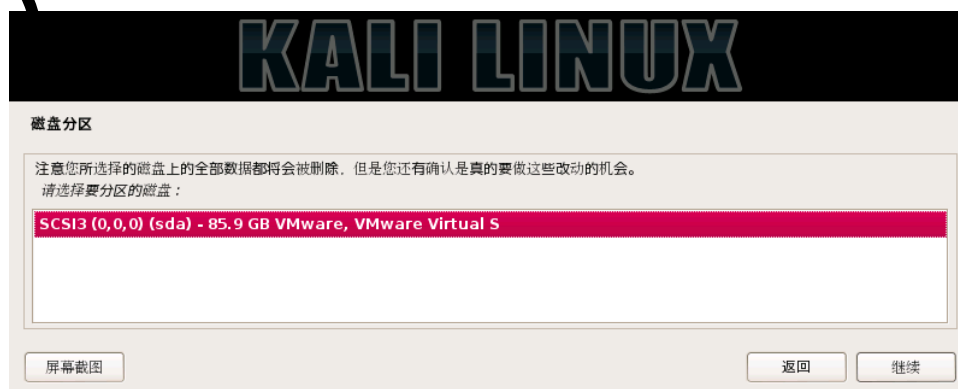 KALI LINUX
磁盘分区
注意您所选择的磁盘上的全部数据都将会被删除，但是您还有确认是真的要做这些改动的机会。
请选择要分区的磁盘：
SCSI3 (0,0,0) (sda) - 85.9 GB VMware, VMware Virtual S
屏幕截图
返回
继续